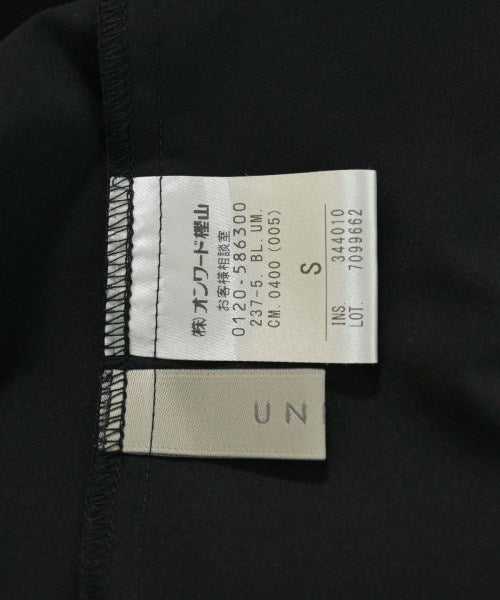 (株)オンワード樫山
お客様相談室
0120-586300
237-5. BL. UM.
CM. 0400 (005)
S
INS. 344010
LOT 7099662
UN